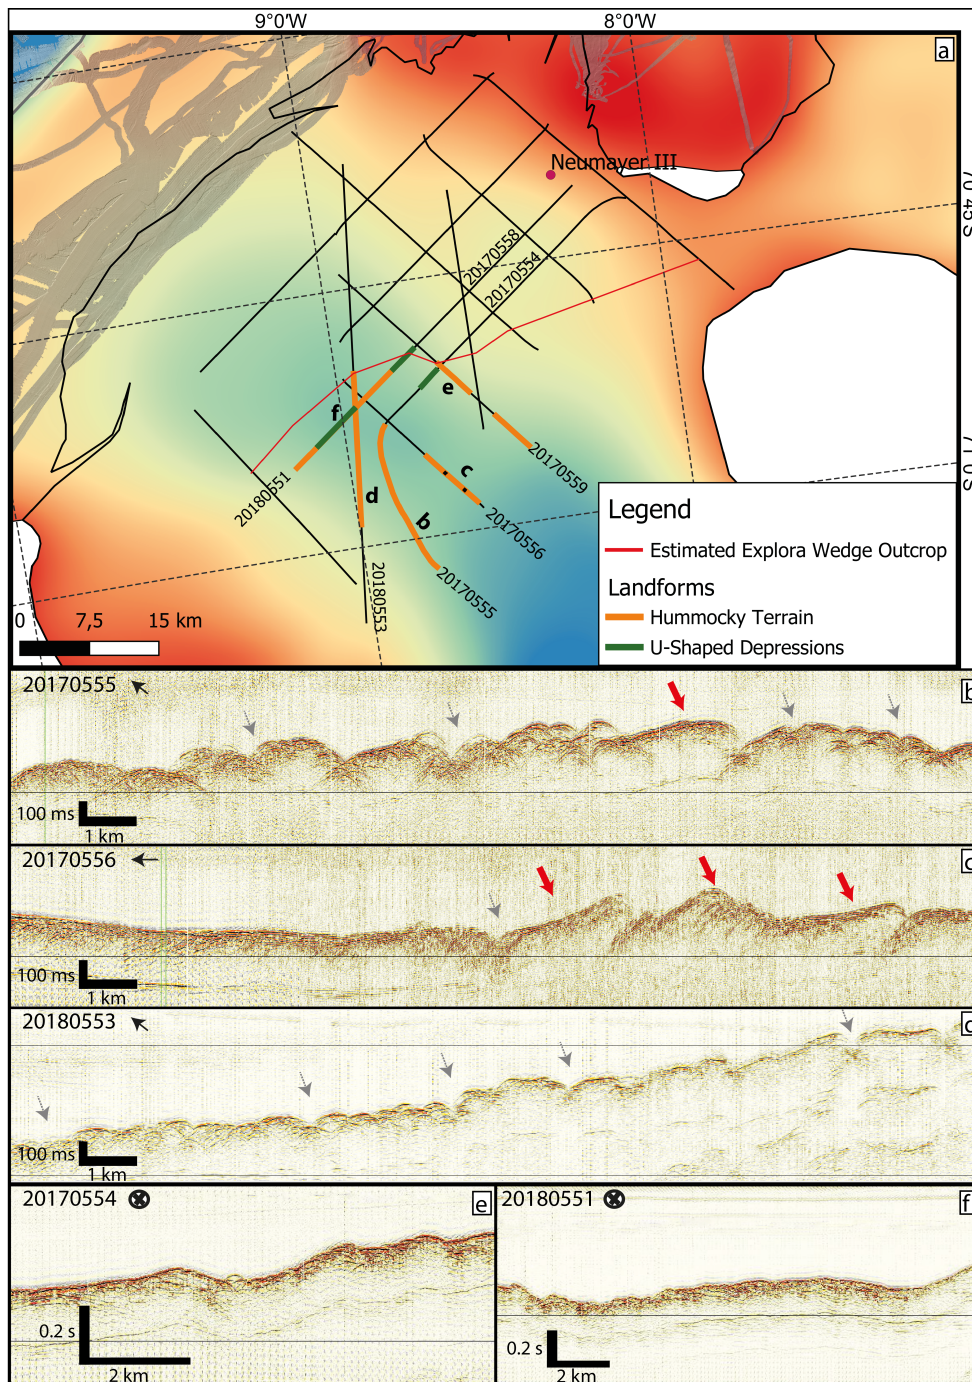 9°0'W
8°0'W
a
Neumayer III
70°45'S
20170558
20170554
e
f
20170559
20180551
c
d
b
20170556
71°0'S
20170555
20180553
Legend
Estimated Explora Wedge Outcrop
Landforms
Hummocky Terrain
U-Shaped Depressions
0 7,5 15 km
20170555
b
100 ms
1 km
20170556
c
100 ms
1 km
20180553
d
100 ms
1 km
20170554
e
0.2 s
2 km
20180551
f
0.2 s
2 km